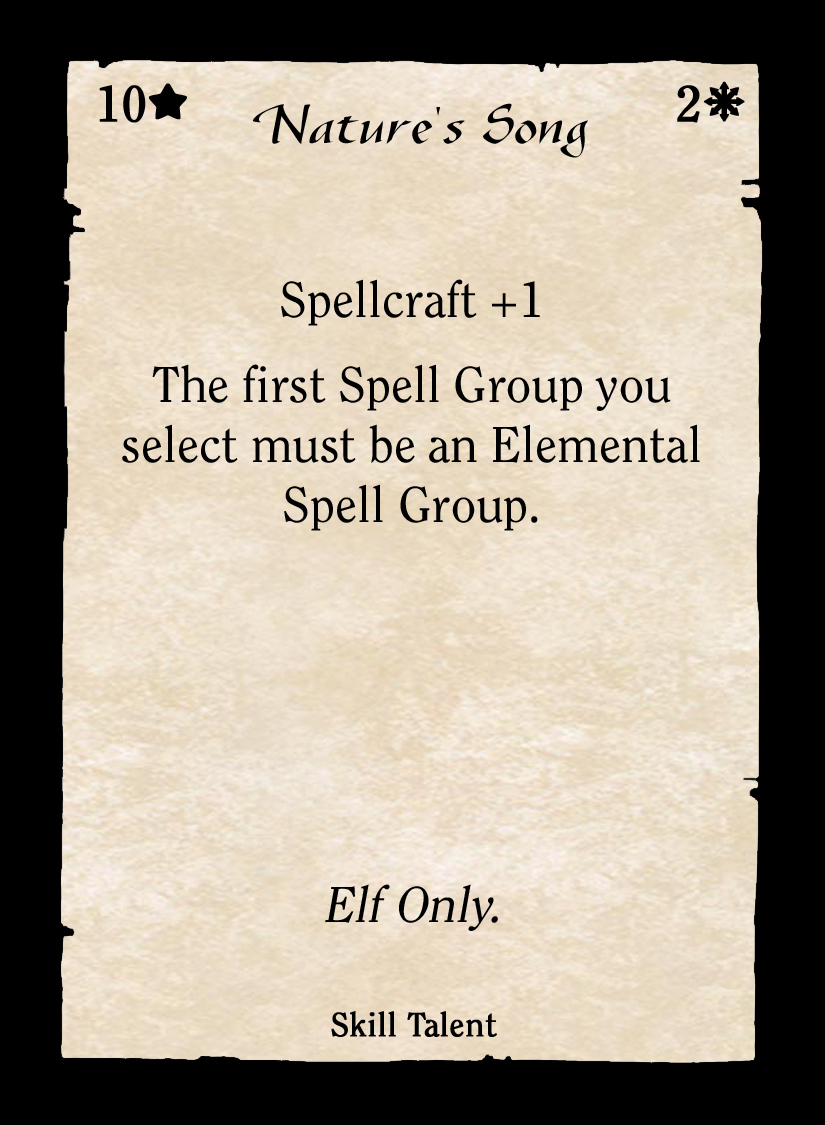 10★
Nature's Song
2❇
Spellcraft +1
The first Spell Group you
select must be an Elemental
Spell Group.
Elf Only.
Skill Talent